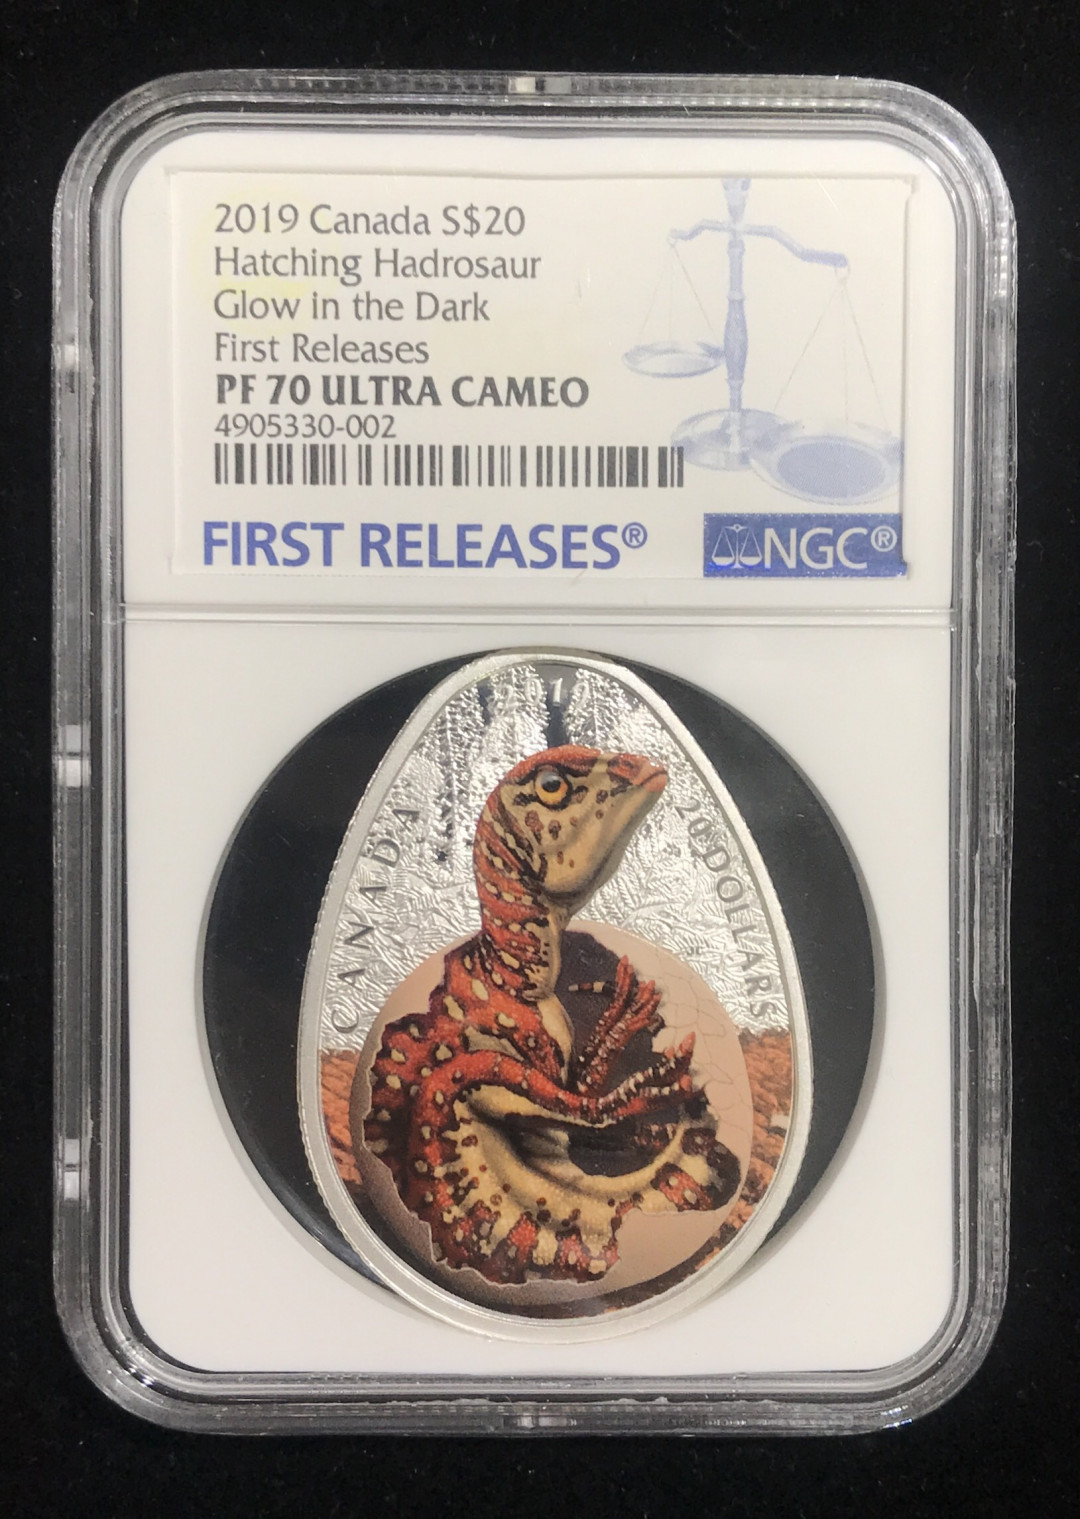 2019 Canada S$20
Hatching Hadrosaur
Glow in the Dark
First Releases
PF 70 ULTRA CAMEO
4905330-002
FIRST RELEASES®
NGC®
2019
CANADA
20 DOLLARS